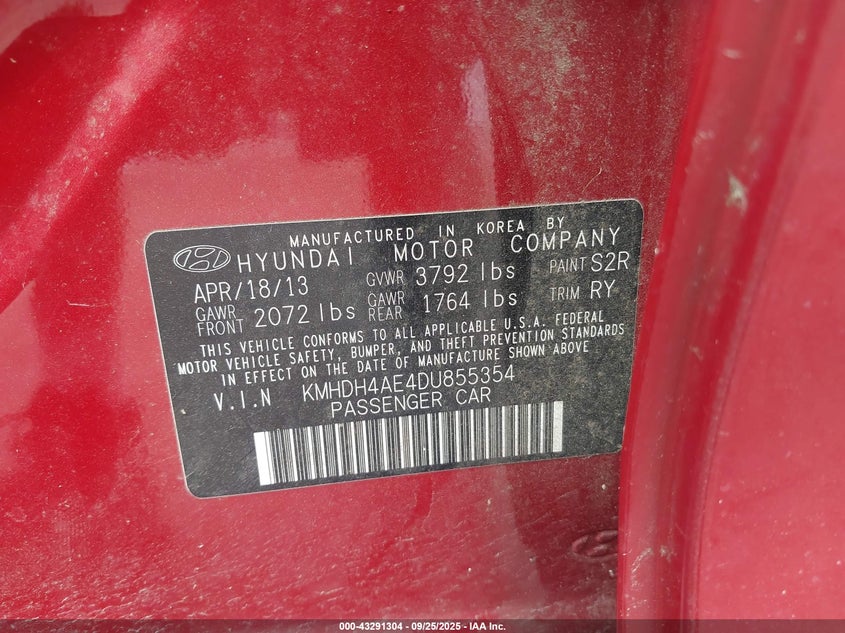 MANUFACTURED IN KOREA BY
HYUNDAI MOTOR COMPANY
APR/18/13 GVWR 3792 lbs PAINT S2R
GAWR FRONT 2072 lbs GAWR REAR 1764 lbs TRIM RY
THIS VEHICLE CONFORMS TO ALL APPLICABLE U.S.A. FEDERAL
MOTOR VEHICLE SAFETY, BUMPER, AND THEFT PREVENTION STANDARDS
IN EFFECT ON THE DATE OF MANUFACTURE SHOWN ABOVE
V.I.N KMHDH4AE4DU855354
PASSENGER CAR
000-43291304 - 09/25/2025 - IAA Inc.